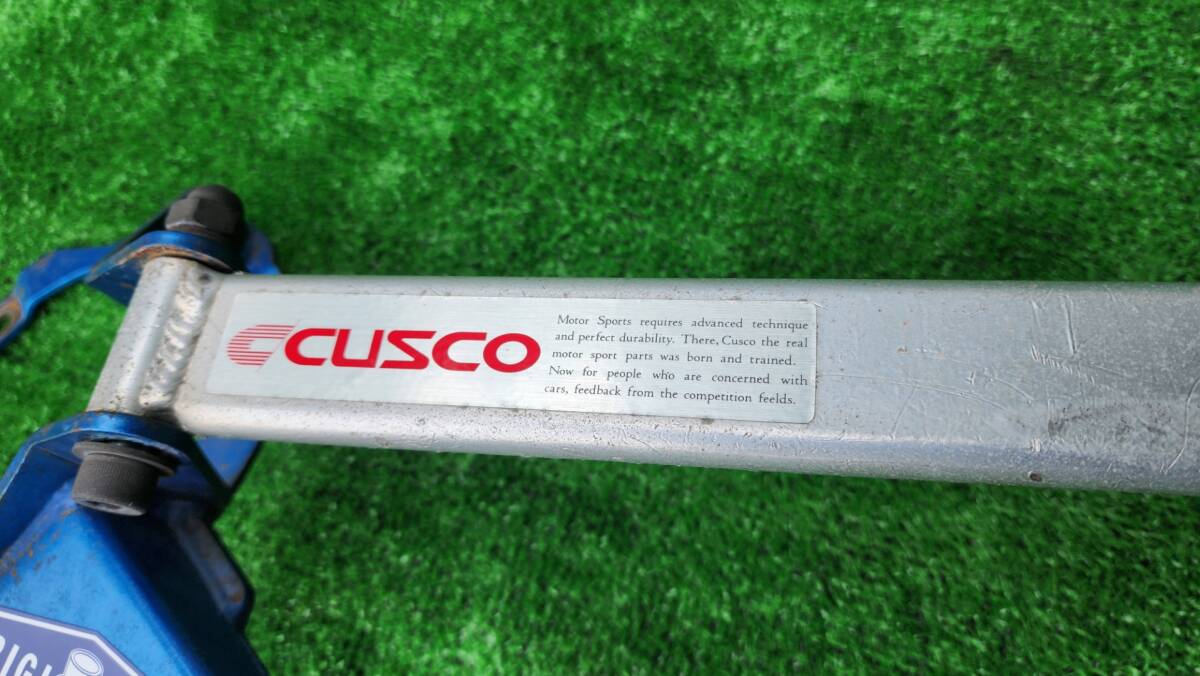 CUSCO
Motor Sports requires advanced technique
and perfect durability. There, Cusco the real
motor sport parts was born and trained.
Now for people who are concerned with
cars, feedback from the competition feelds.